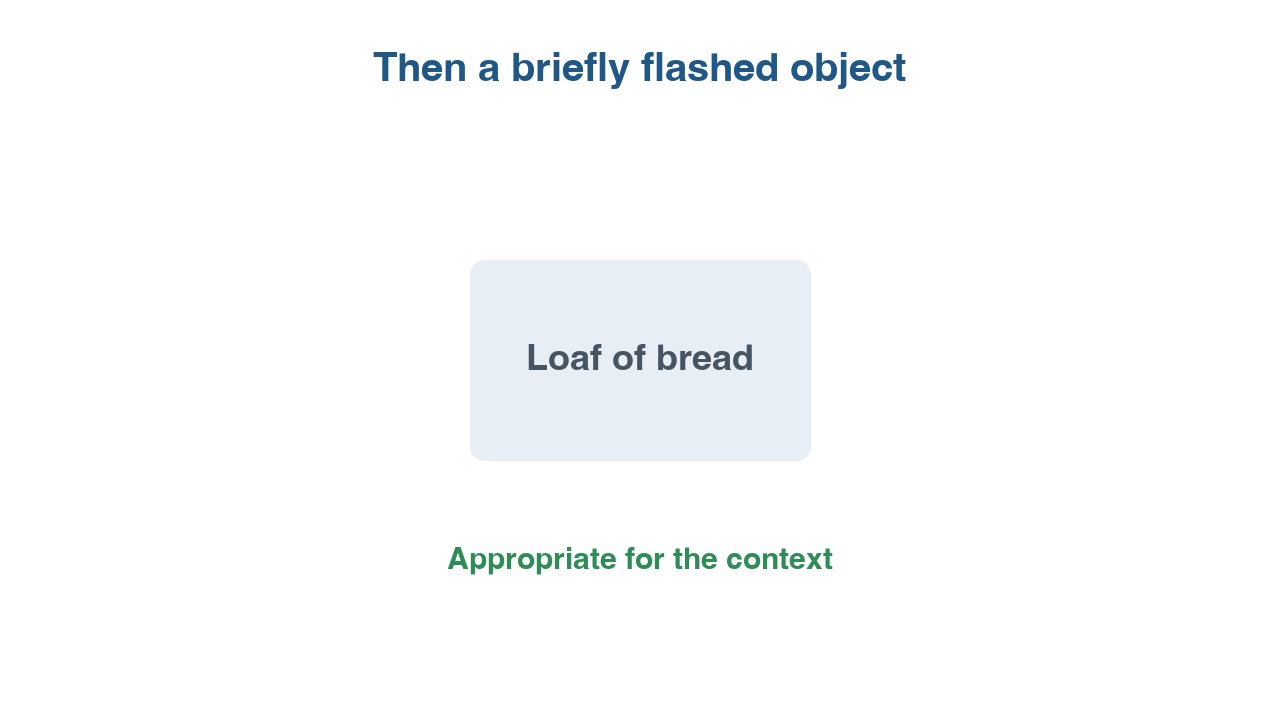 Then a briefly flashed object
Loaf of bread
Appropriate for the context